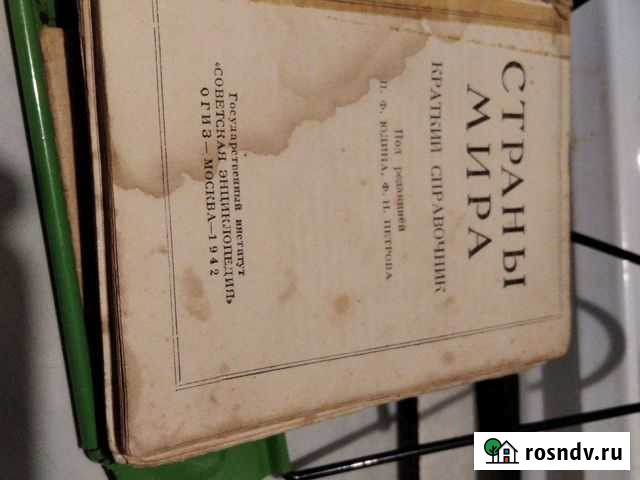 СТРАНЫ
МИРА
КРАТКИЙ СПРАВОЧНИК
Под редакцией
П. Ф. ЮДИНА, Ф. Н. ПЕТРОВА
Государственный институт
«СОВЕТСКАЯ ЭНЦИКЛОПЕДИЯ»
ОГИЗ—МОСКВА—1942
rosndv.ru